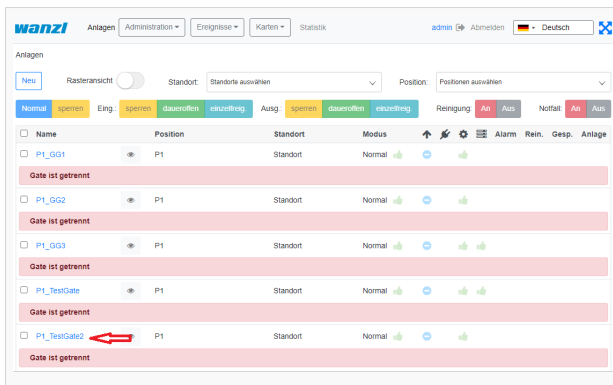 wanzl Anlagen Administration Ereignisse Karten Statistik admin Abmelden Deutsch
Anlagen
Neu Rasteransicht Standort: Standorte auswählen Position: Positionen auswählen
Normal sperren Eing.: sperren daueroffen einzelfreig. Ausg.: sperren daueroffen einzelfreig. Reinigung: An Aus Notfall: An Aus
Name Position Standort Modus Alarm Rein. Gesp. Anlage
P1_GG1 P1 Standort Normal
Gate ist getrennt
P1_GG2 P1 Standort Normal
Gate ist getrennt
P1_GG3 P1 Standort Normal
Gate ist getrennt
P1_TestGate P1 Standort Normal
Gate ist getrennt
P1_TestGate2 P1 Standort Normal
Gate ist getrennt